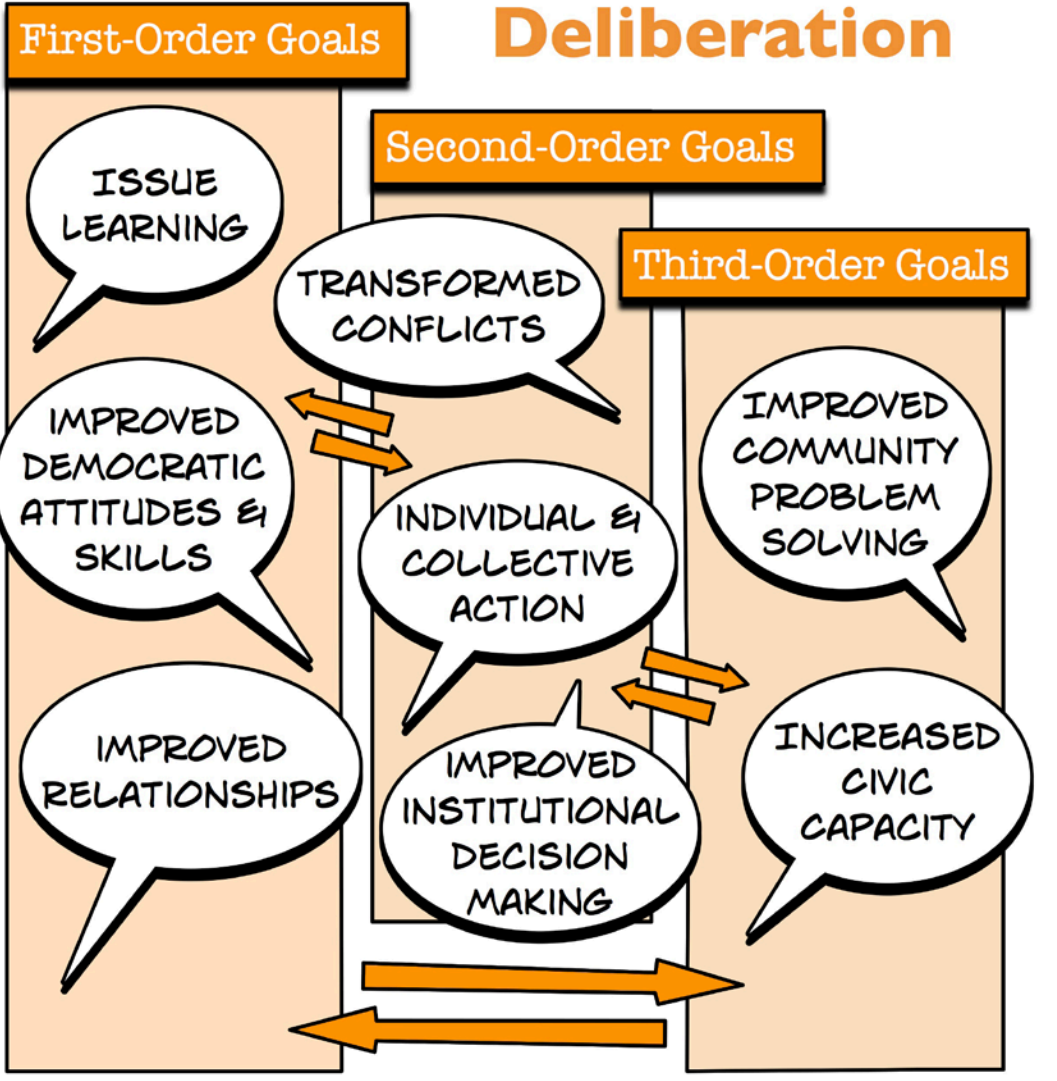 Deliberation
First-Order Goals
ISSUE
LEARNING
IMPROVED
DEMOCRATIC
ATTITUDES &
SKILLS
IMPROVED
RELATIONSHIPS
Second-Order Goals
TRANSFORMED
CONFLICTS
INDIVIDUAL &
COLLECTIVE
ACTION
IMPROVED
INSTITUTIONAL
DECISION
MAKING
Third-Order Goals
IMPROVED
COMMUNITY
PROBLEM
SOLVING
INCREASED
CIVIC
CAPACITY